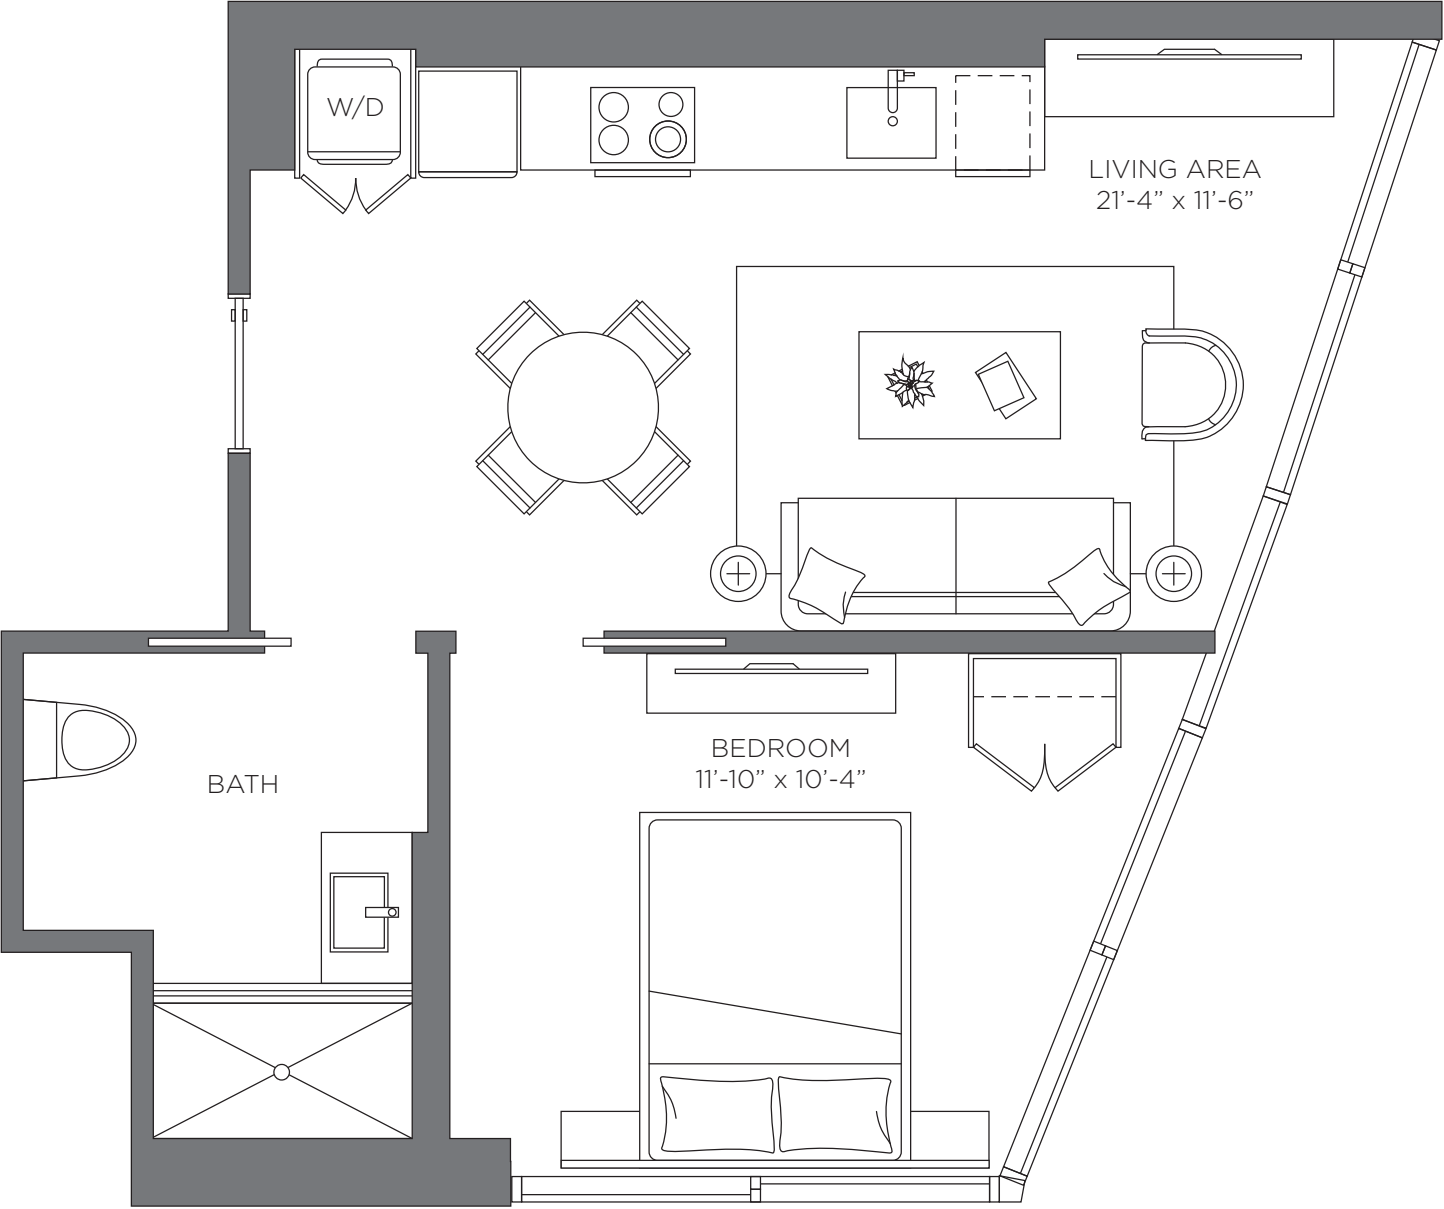 W/D
LIVING AREA
21’-4” x 11’-6”
BEDROOM
11’-10” x 10’-4”
BATH